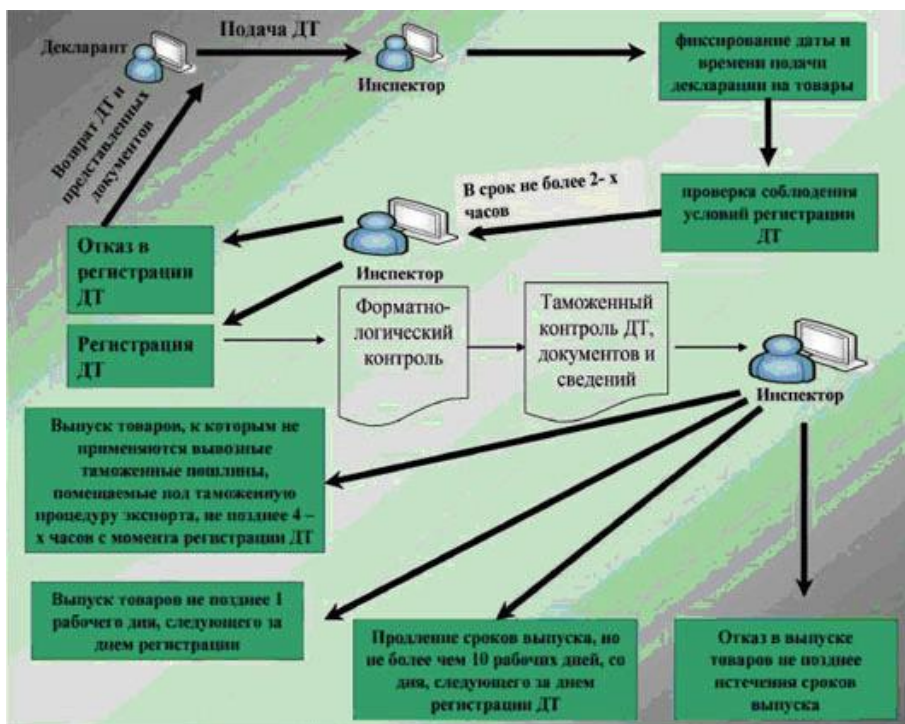 Подача ДТ
Декларант
Инспектор
фиксирование даты и
времени подачи
декларации на товары
Возврат ДТ и
представленных
документов
В срок не более 2- х
часов
проверка соблюдения
условий регистрации
ДТ
Отказ в
регистрации
ДТ
Инспектор
Регистрация
ДТ
Форматно-
логический
контроль
Таможенный
контроль ДТ,
документов и
сведений
Инспектор
Выпуск товаров, к которым не
применяются вывозные
таможенные пошлины,
помещаемые под таможенную
процедуру экспорта, не позднее 4 –
х часов с момента регистрации ДТ
Выпуск товаров не позднее 1
рабочего дня, следующего за
днем регистрации
Продление сроков выпуска, но
не более чем 10 рабочих дней, со
дня, следующего за днем
регистрации ДТ
Отказ в выпуске
товаров не позднее
истечения сроков
выпуска